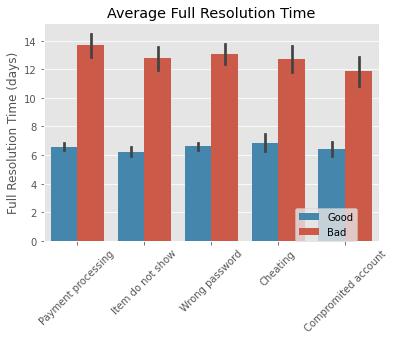 Average Full Resolution Time
Full Resolution Time (days)
14
12
10
8
6
4
2
0
Good
Bad
Payment processing
Item do not show
Wrong password
Cheating
Compromited account